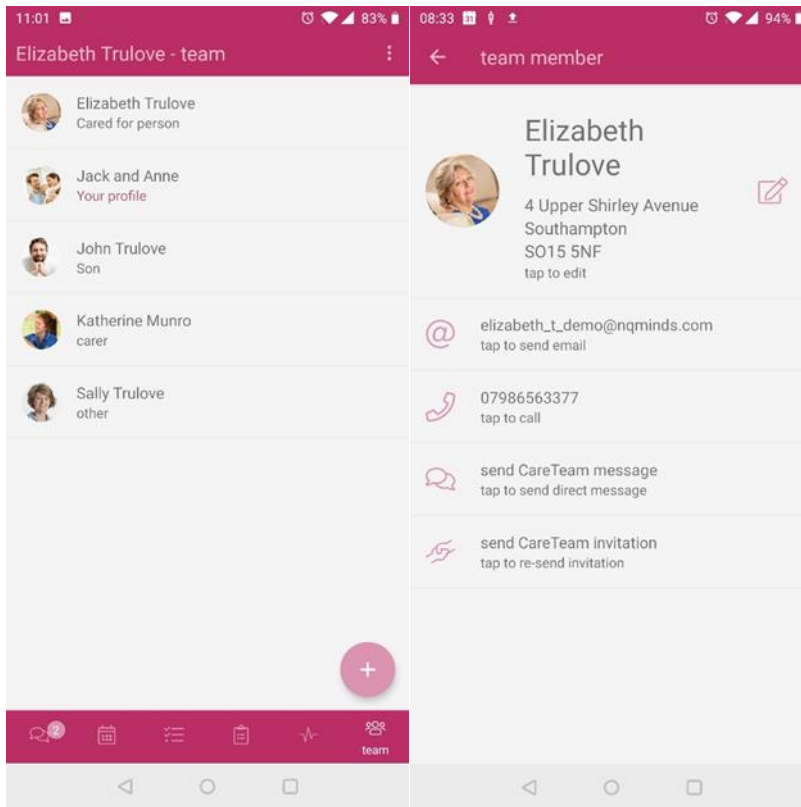 11:01
83%
Elizabeth Trulove - team
Elizabeth Trulove
Cared for person
Jack and Anne
Your profile
John Trulove
Son
Katherine Munro
carer
Sally Trulove
other
+
2
team
08:33
31
94%
team member
Elizabeth
Trulove
4 Upper Shirley Avenue
Southampton
SO15 5NF
tap to edit
@
elizabeth_t_demo@nqminds.com
tap to send email
07986563377
tap to call
send CareTeam message
tap to send direct message
send CareTeam invitation
tap to re-send invitation